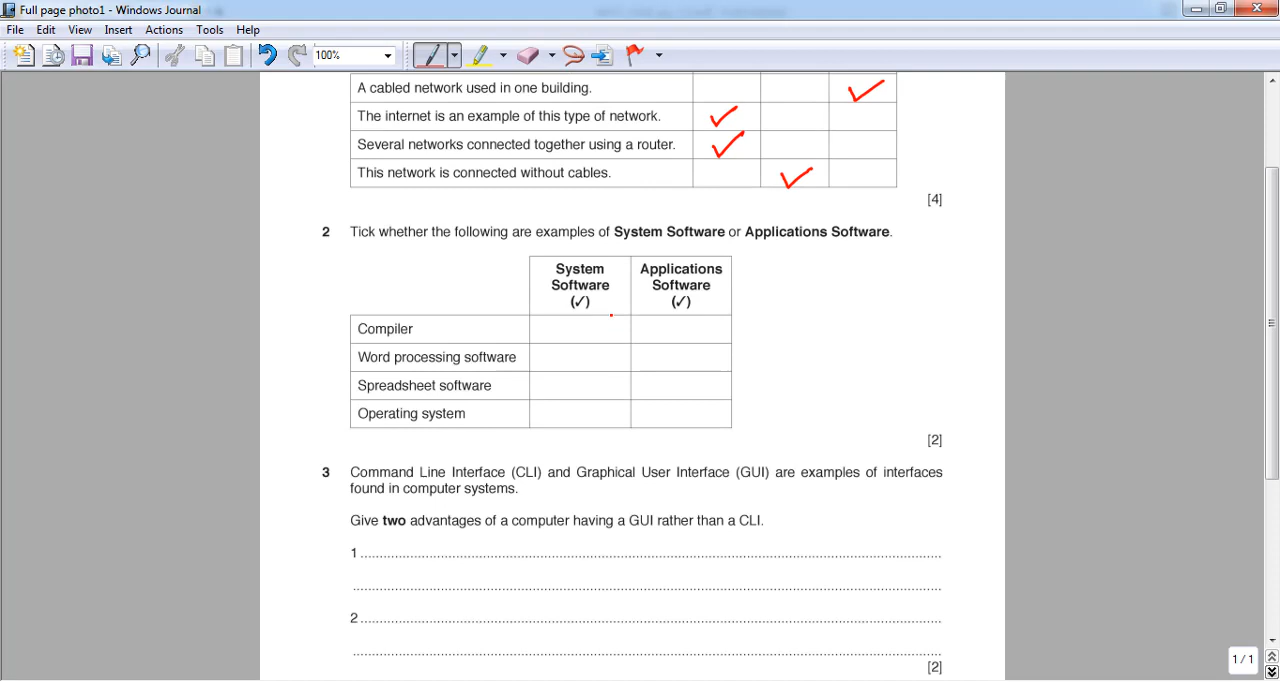 Full page photo1 - Windows Journal
File Edit View Insert Actions Tools Help
100%
A cabled network used in one building. ✓
The internet is an example of this type of network. ✓
Several networks connected together using a router. ✓
This network is connected without cables. ✓
[4]
2 Tick whether the following are examples of System Software or Applications Software.
System Software (✓)
Applications Software (✓)
Compiler
Word processing software
Spreadsheet software
Operating system
[2]
3 Command Line Interface (CLI) and Graphical User Interface (GUI) are examples of interfaces
found in computer systems.
Give two advantages of a computer having a GUI rather than a CLI.
1
2
[2]
1 / 1